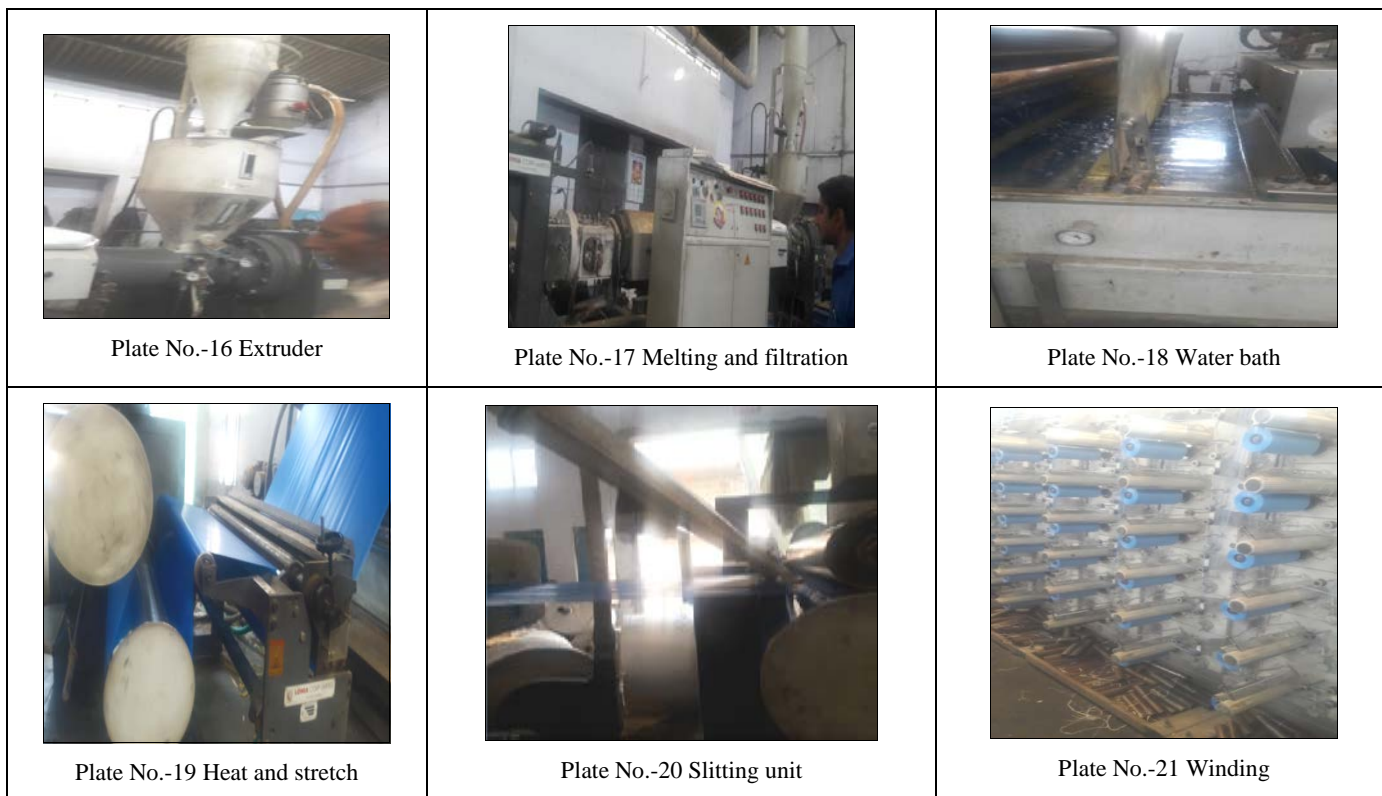 Plate No.-16 Extruder
Plate No.-17 Melting and filtration
Plate No.-18 Water bath
LOHIA
Plate No.-19 Heat and stretch
Plate No.-20 Slitting unit
Plate No.-21 Winding